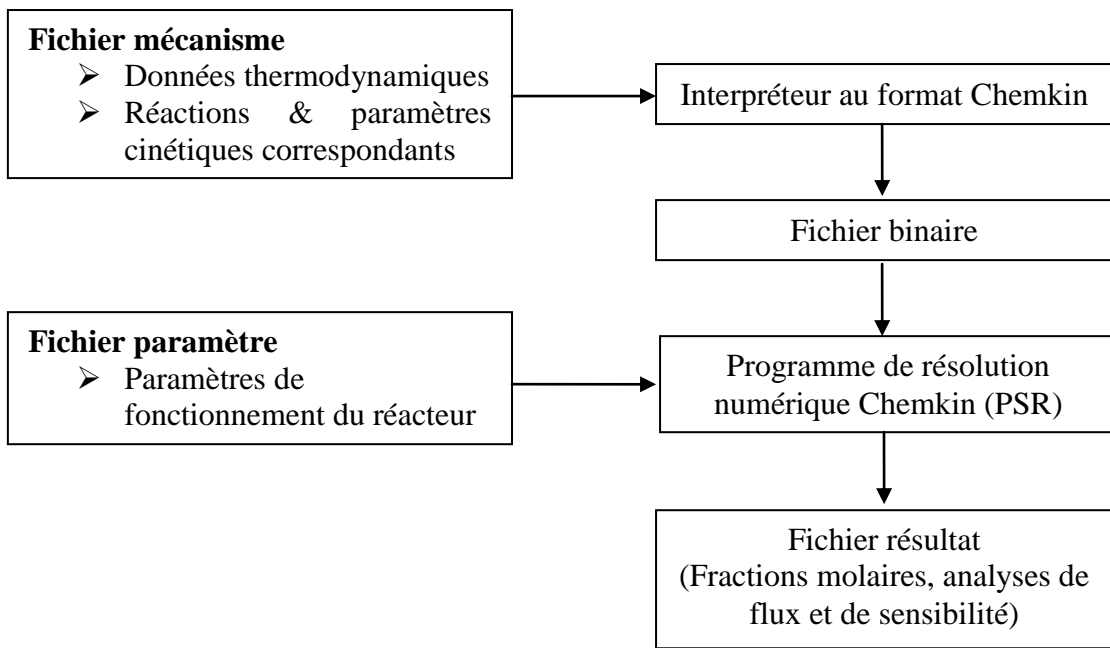 Fichier mécanisme
➢ Données thermodynamiques
➢ Réactions & paramètres
cinétiques correspondants
Interpréteur au format Chemkin
Fichier binaire
Fichier paramètre
➢ Paramètres de
fonctionnement du réacteur
Programme de résolution
numérique Chemkin (PSR)
Fichier résultat
(Fractions molaires, analyses de
flux et de sensibilité)